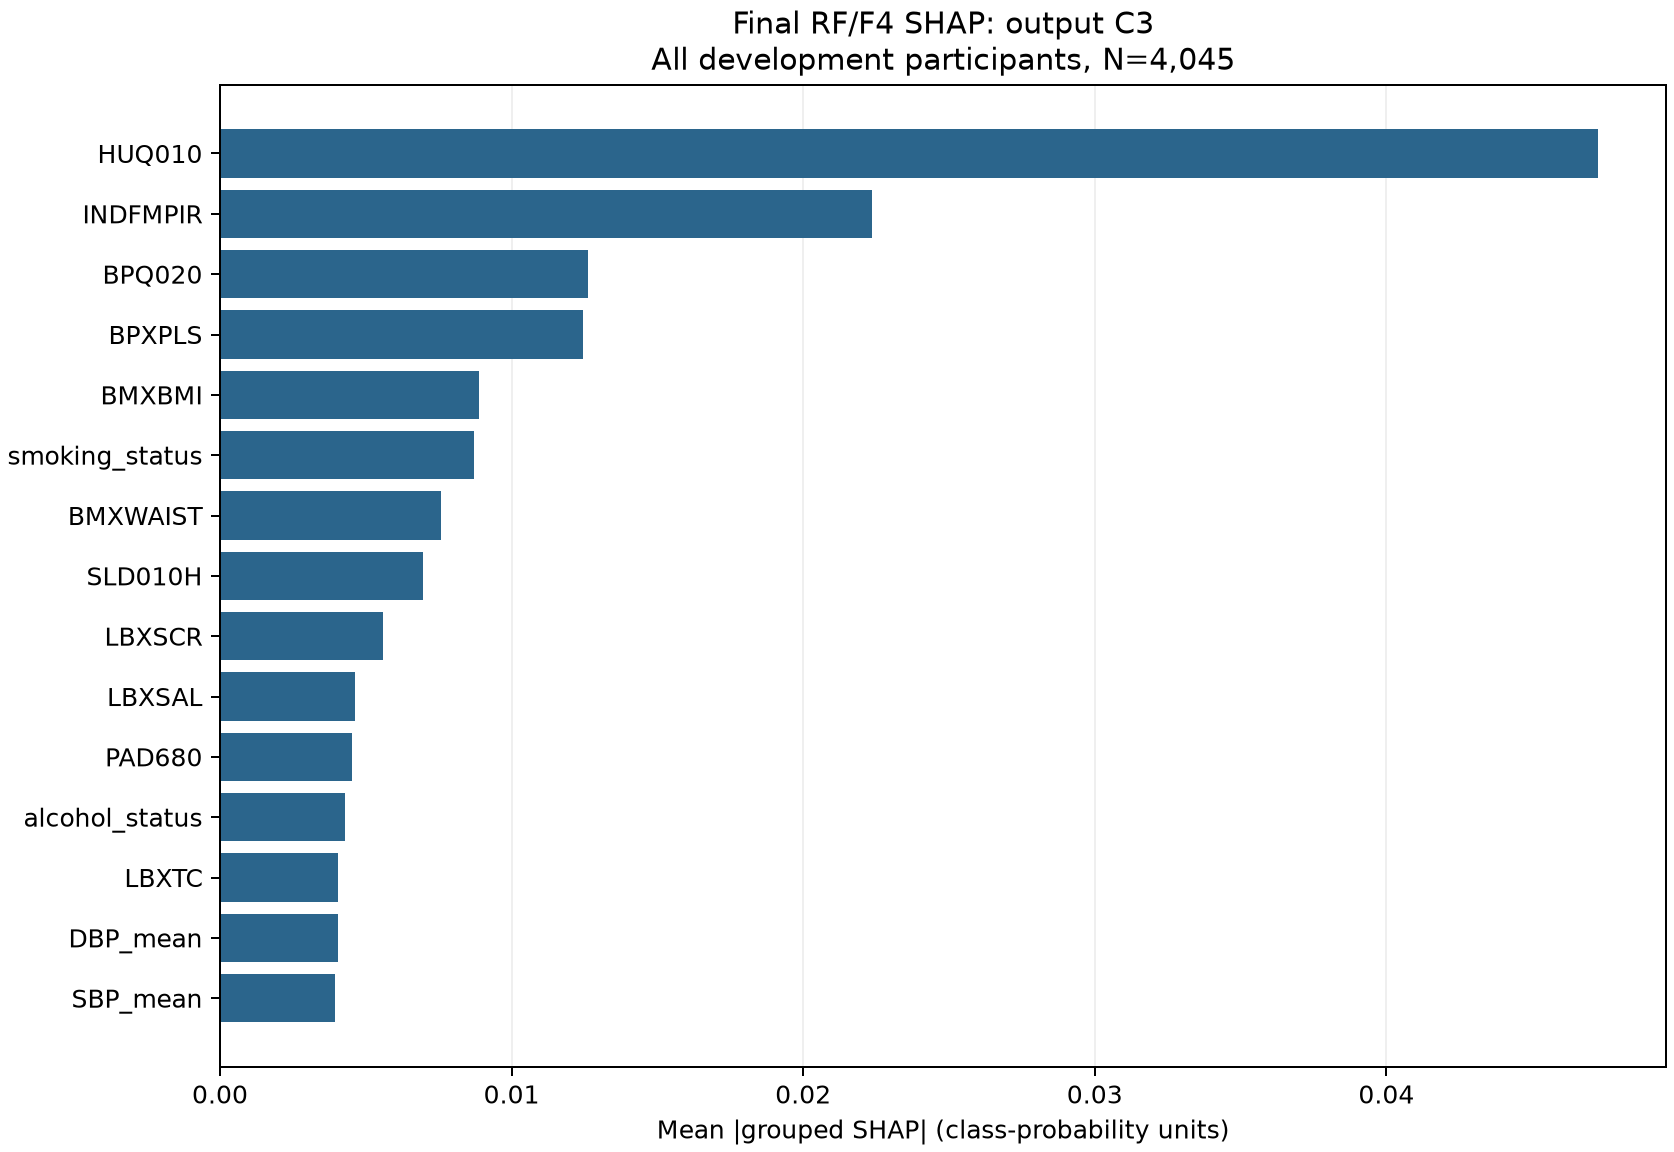 Final RF/F4 SHAP: output C3
All development participants, N=4,045
HUQ010
INDFMPIR
BPQ020
BPXPLS
BMXBMI
smoking_status
BMXWAIST
SLD010H
LBXSCR
LBXSAL
PAD680
alcohol_status
LBXTC
DBP_mean
SBP_mean
0.00 0.01 0.02 0.03 0.04
Mean |grouped SHAP| (class-probability units)